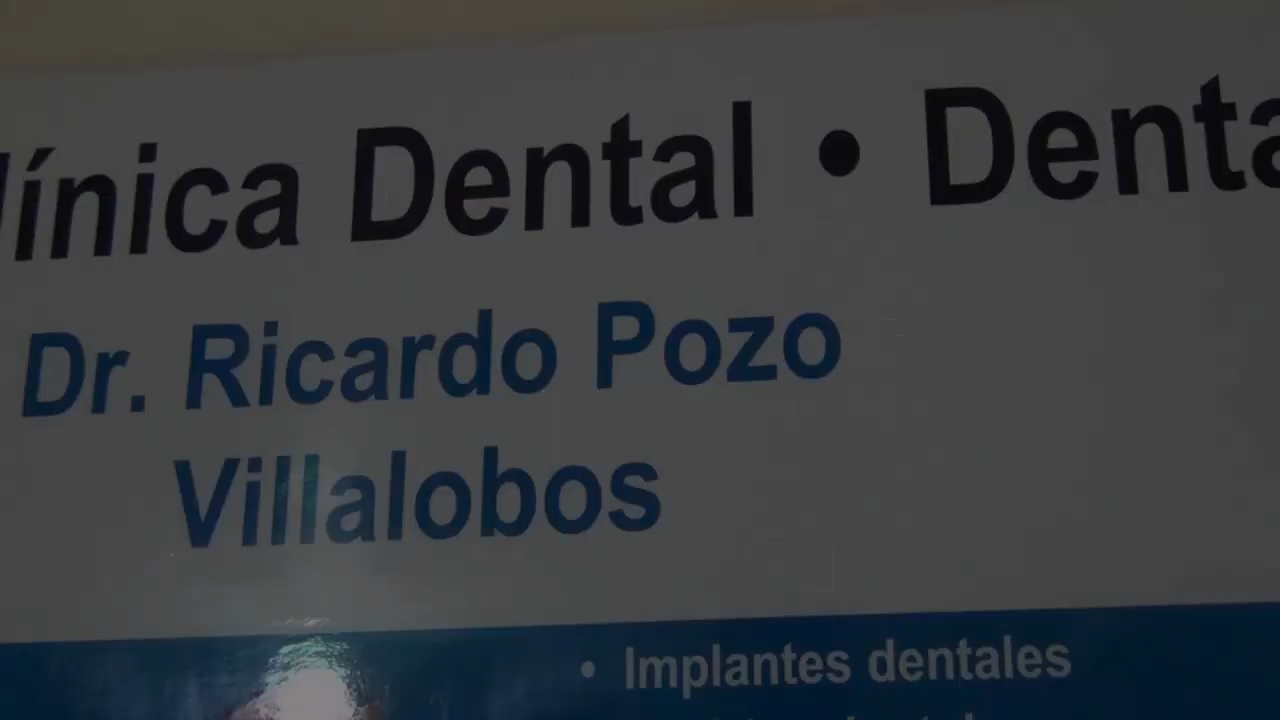 línica Dental • Denta
Dr. Ricardo Pozo
Villalobos
• Implantes dentales